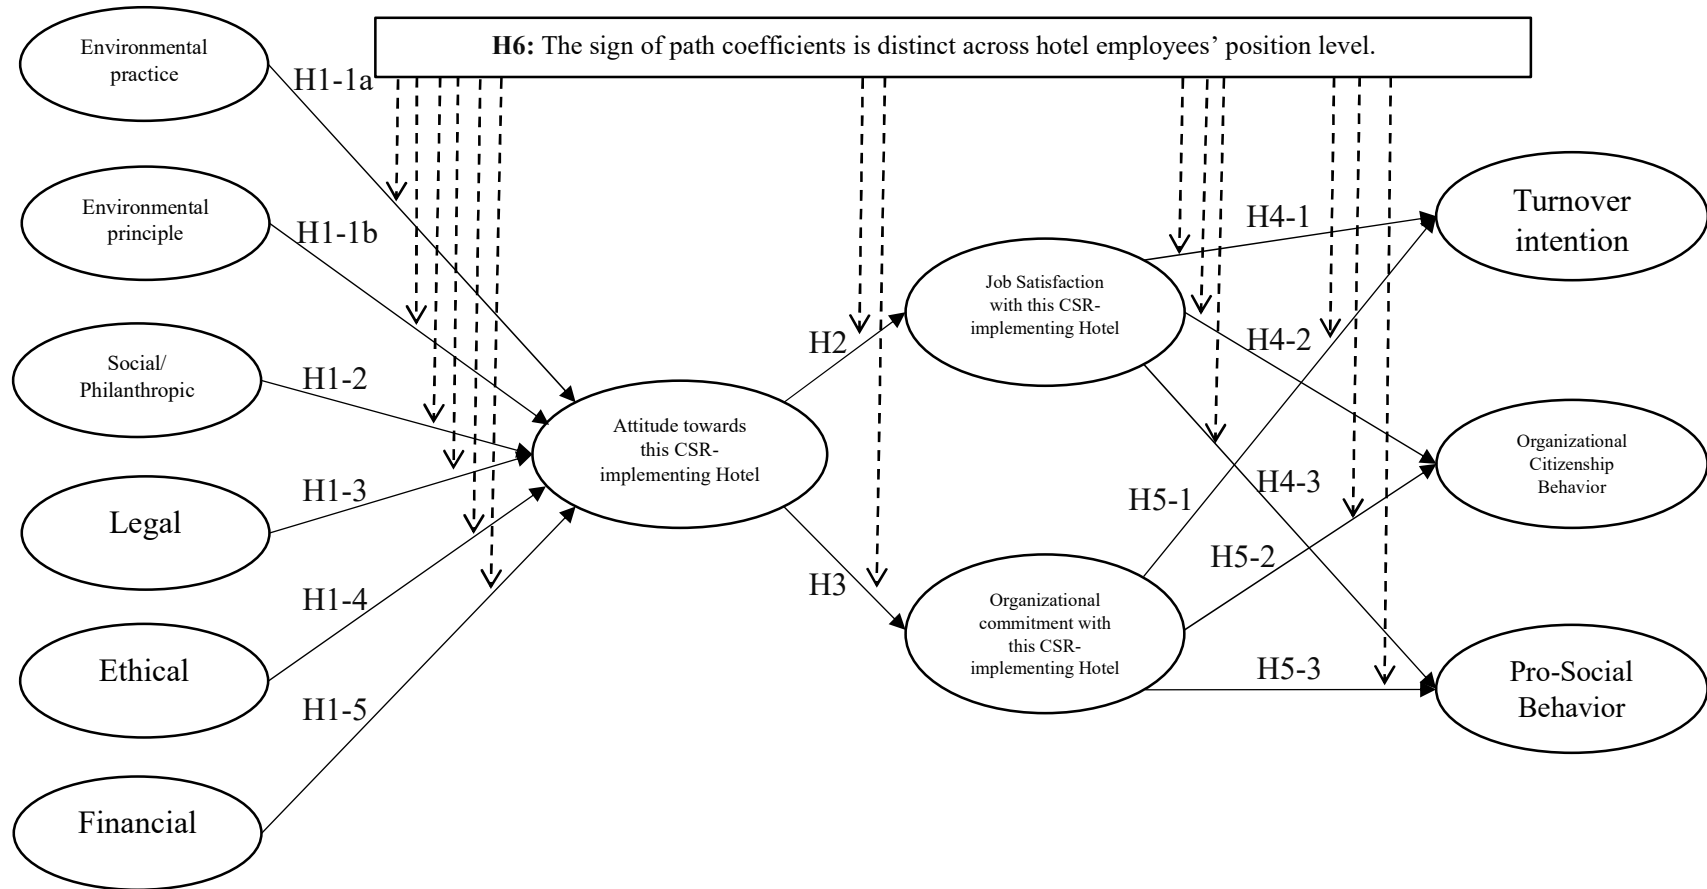 H6: The sign of path coefficients is distinct across hotel employees’ position level.
Environmental
practice
H1-1a
Environmental
principle
H1-1b
Social/
Philanthropic
H1-2
Legal
H1-3
Ethical
H1-4
Financial
H1-5
Attitude towards
this CSR-
implementing Hotel
H2
H3
Job Satisfaction
with this CSR-
implementing Hotel
Organizational
commitment with
this CSR-
implementing Hotel
H4-1
H4-2
H4-3
H5-1
H5-2
H5-3
Turnover
intention
Organizational
Citizenship
Behavior
Pro-Social
Behavior